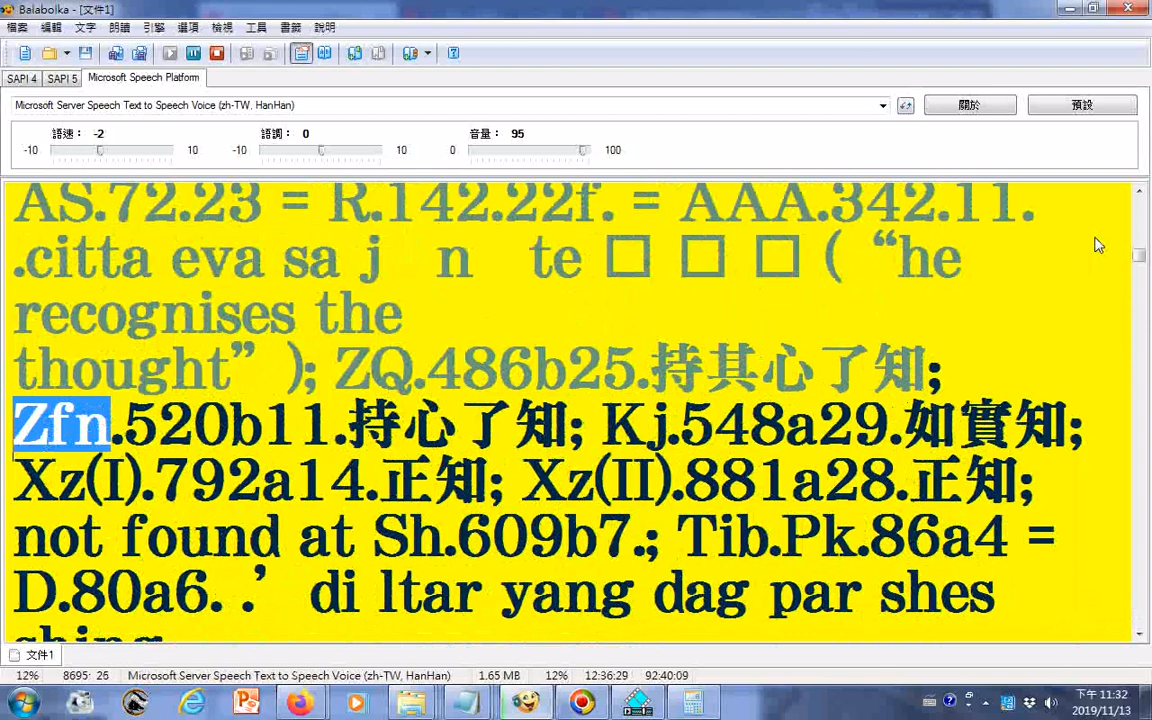 Balabolka - [文件1]
檔案 編輯 文字 朗讀 引擎 選項 檢視 工具 書籤 說明
SAPI 4 SAPI 5 Microsoft Speech Platform
Microsoft Server Speech Text to Speech Voice (zh-TW, HanHan) 關於 預設
語速： -2 語調： 0 音量： 95
-10 10 -10 10 0 100
AS.72.23 = R.142.22f. = AAA.342.11.
.citta eva sa j n te □ □ □ (“he
recognises the
thought”); ZQ.486b25.持其心了知;
Zfn.520b11.持心了知; Kj.548a29.如實知;
Xz(I).792a14.正知; Xz(II).881a28.正知;
not found at Sh.609b7.; Tib.Pk.86a4 =
D.80a6. .’ di ltar yang dag par shes
shing
文件1
12% 8695: 26 Microsoft Server Speech Text to Speech Voice (zh-TW, HanHan) 1.65 MB 12% 12:36:29 92:40:09
下午 11:32
2019/11/13